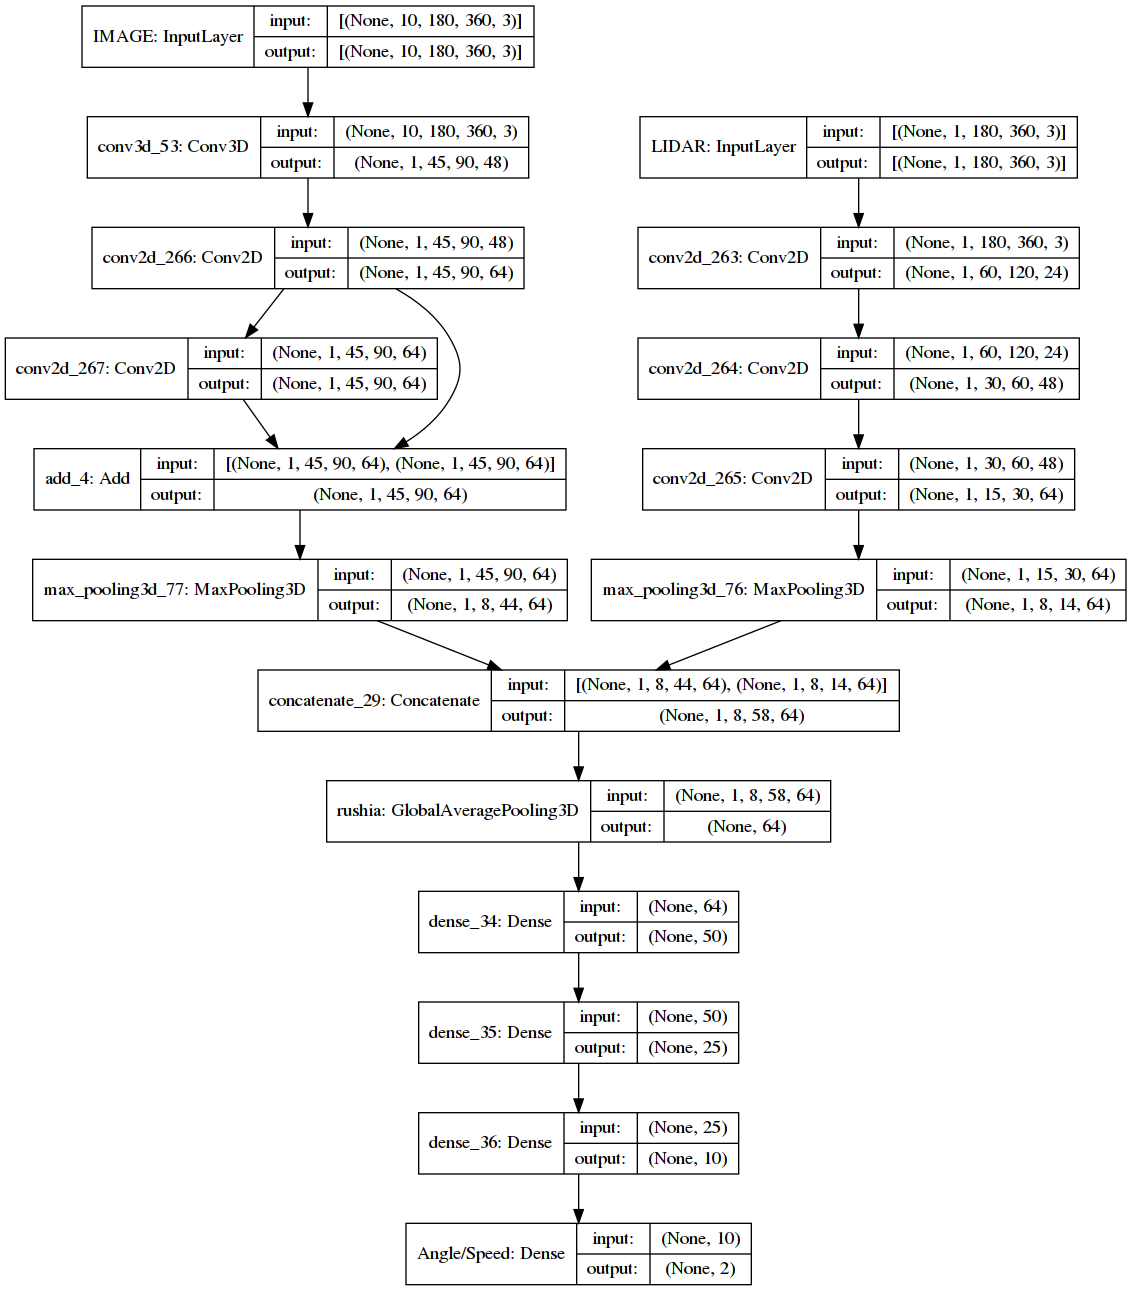 IMAGE: InputLayer
input: [(None, 10, 180, 360, 3)]
output: [(None, 10, 180, 360, 3)]
conv3d_53: Conv3D
input: (None, 10, 180, 360, 3)
output: (None, 1, 45, 90, 48)
LIDAR: InputLayer
input: [(None, 1, 180, 360, 3)]
output: [(None, 1, 180, 360, 3)]
conv2d_266: Conv2D
input: (None, 1, 45, 90, 48)
output: (None, 1, 45, 90, 64)
conv2d_263: Conv2D
input: (None, 1, 180, 360, 3)
output: (None, 1, 60, 120, 24)
conv2d_267: Conv2D
input: (None, 1, 45, 90, 64)
output: (None, 1, 45, 90, 64)
conv2d_264: Conv2D
input: (None, 1, 60, 120, 24)
output: (None, 1, 30, 60, 48)
add_4: Add
input: [(None, 1, 45, 90, 64), (None, 1, 45, 90, 64)]
output: (None, 1, 45, 90, 64)
conv2d_265: Conv2D
input: (None, 1, 30, 60, 48)
output: (None, 1, 15, 30, 64)
max_pooling3d_77: MaxPooling3D
input: (None, 1, 45, 90, 64)
output: (None, 1, 8, 44, 64)
max_pooling3d_76: MaxPooling3D
input: (None, 1, 15, 30, 64)
output: (None, 1, 8, 14, 64)
concatenate_29: Concatenate
input: [(None, 1, 8, 44, 64), (None, 1, 8, 14, 64)]
output: (None, 1, 8, 58, 64)
rushia: GlobalAveragePooling3D
input: (None, 1, 8, 58, 64)
output: (None, 64)
dense_34: Dense
input: (None, 64)
output: (None, 50)
dense_35: Dense
input: (None, 50)
output: (None, 25)
dense_36: Dense
input: (None, 25)
output: (None, 10)
Angle/Speed: Dense
input: (None, 10)
output: (None, 2)